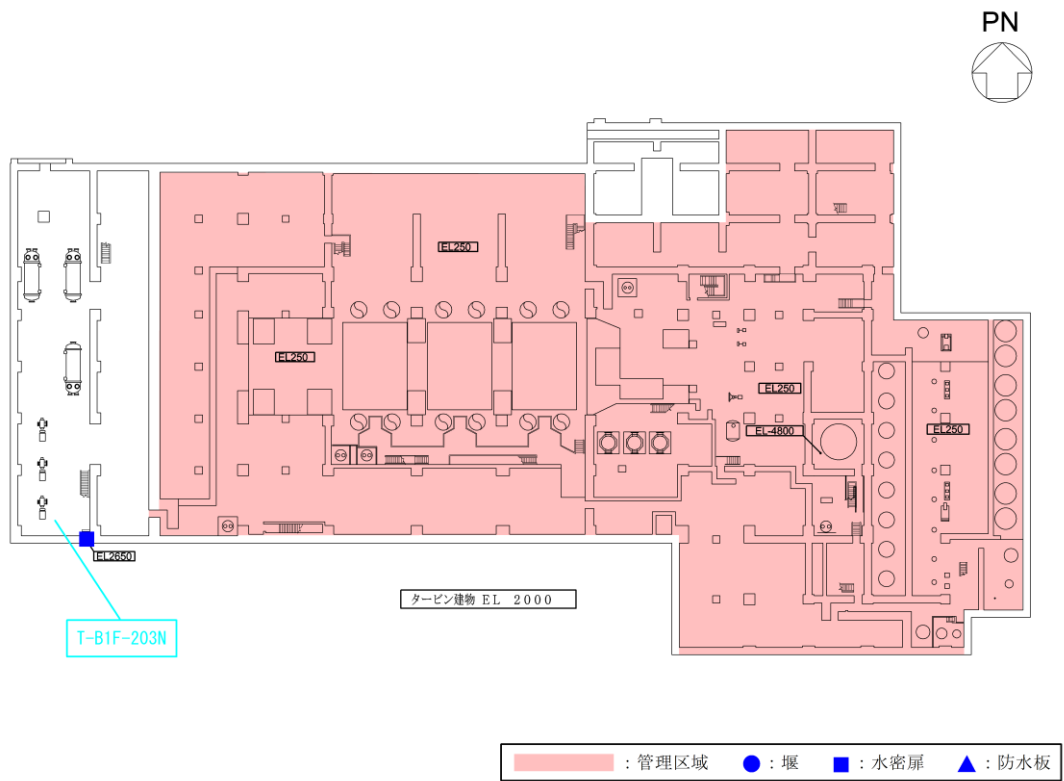 PN
EL250
EL250
EL250
EL-4800
EL250
EL2650
タービン建物 EL 2000
T-B1F-203N
：管理区域 ：堰 ：水密扉 ：防水板